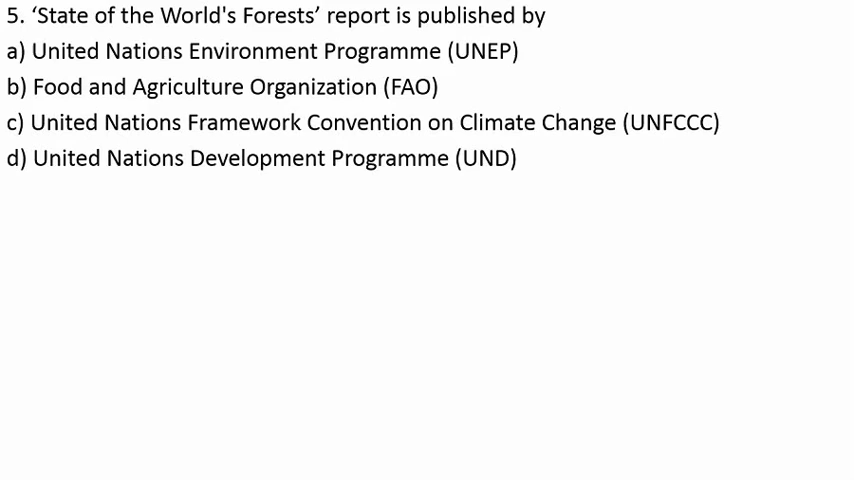 5. ‘State of the World's Forests’ report is published by
a) United Nations Environment Programme (UNEP)
b) Food and Agriculture Organization (FAO)
c) United Nations Framework Convention on Climate Change (UNFCCC)
d) United Nations Development Programme (UND)